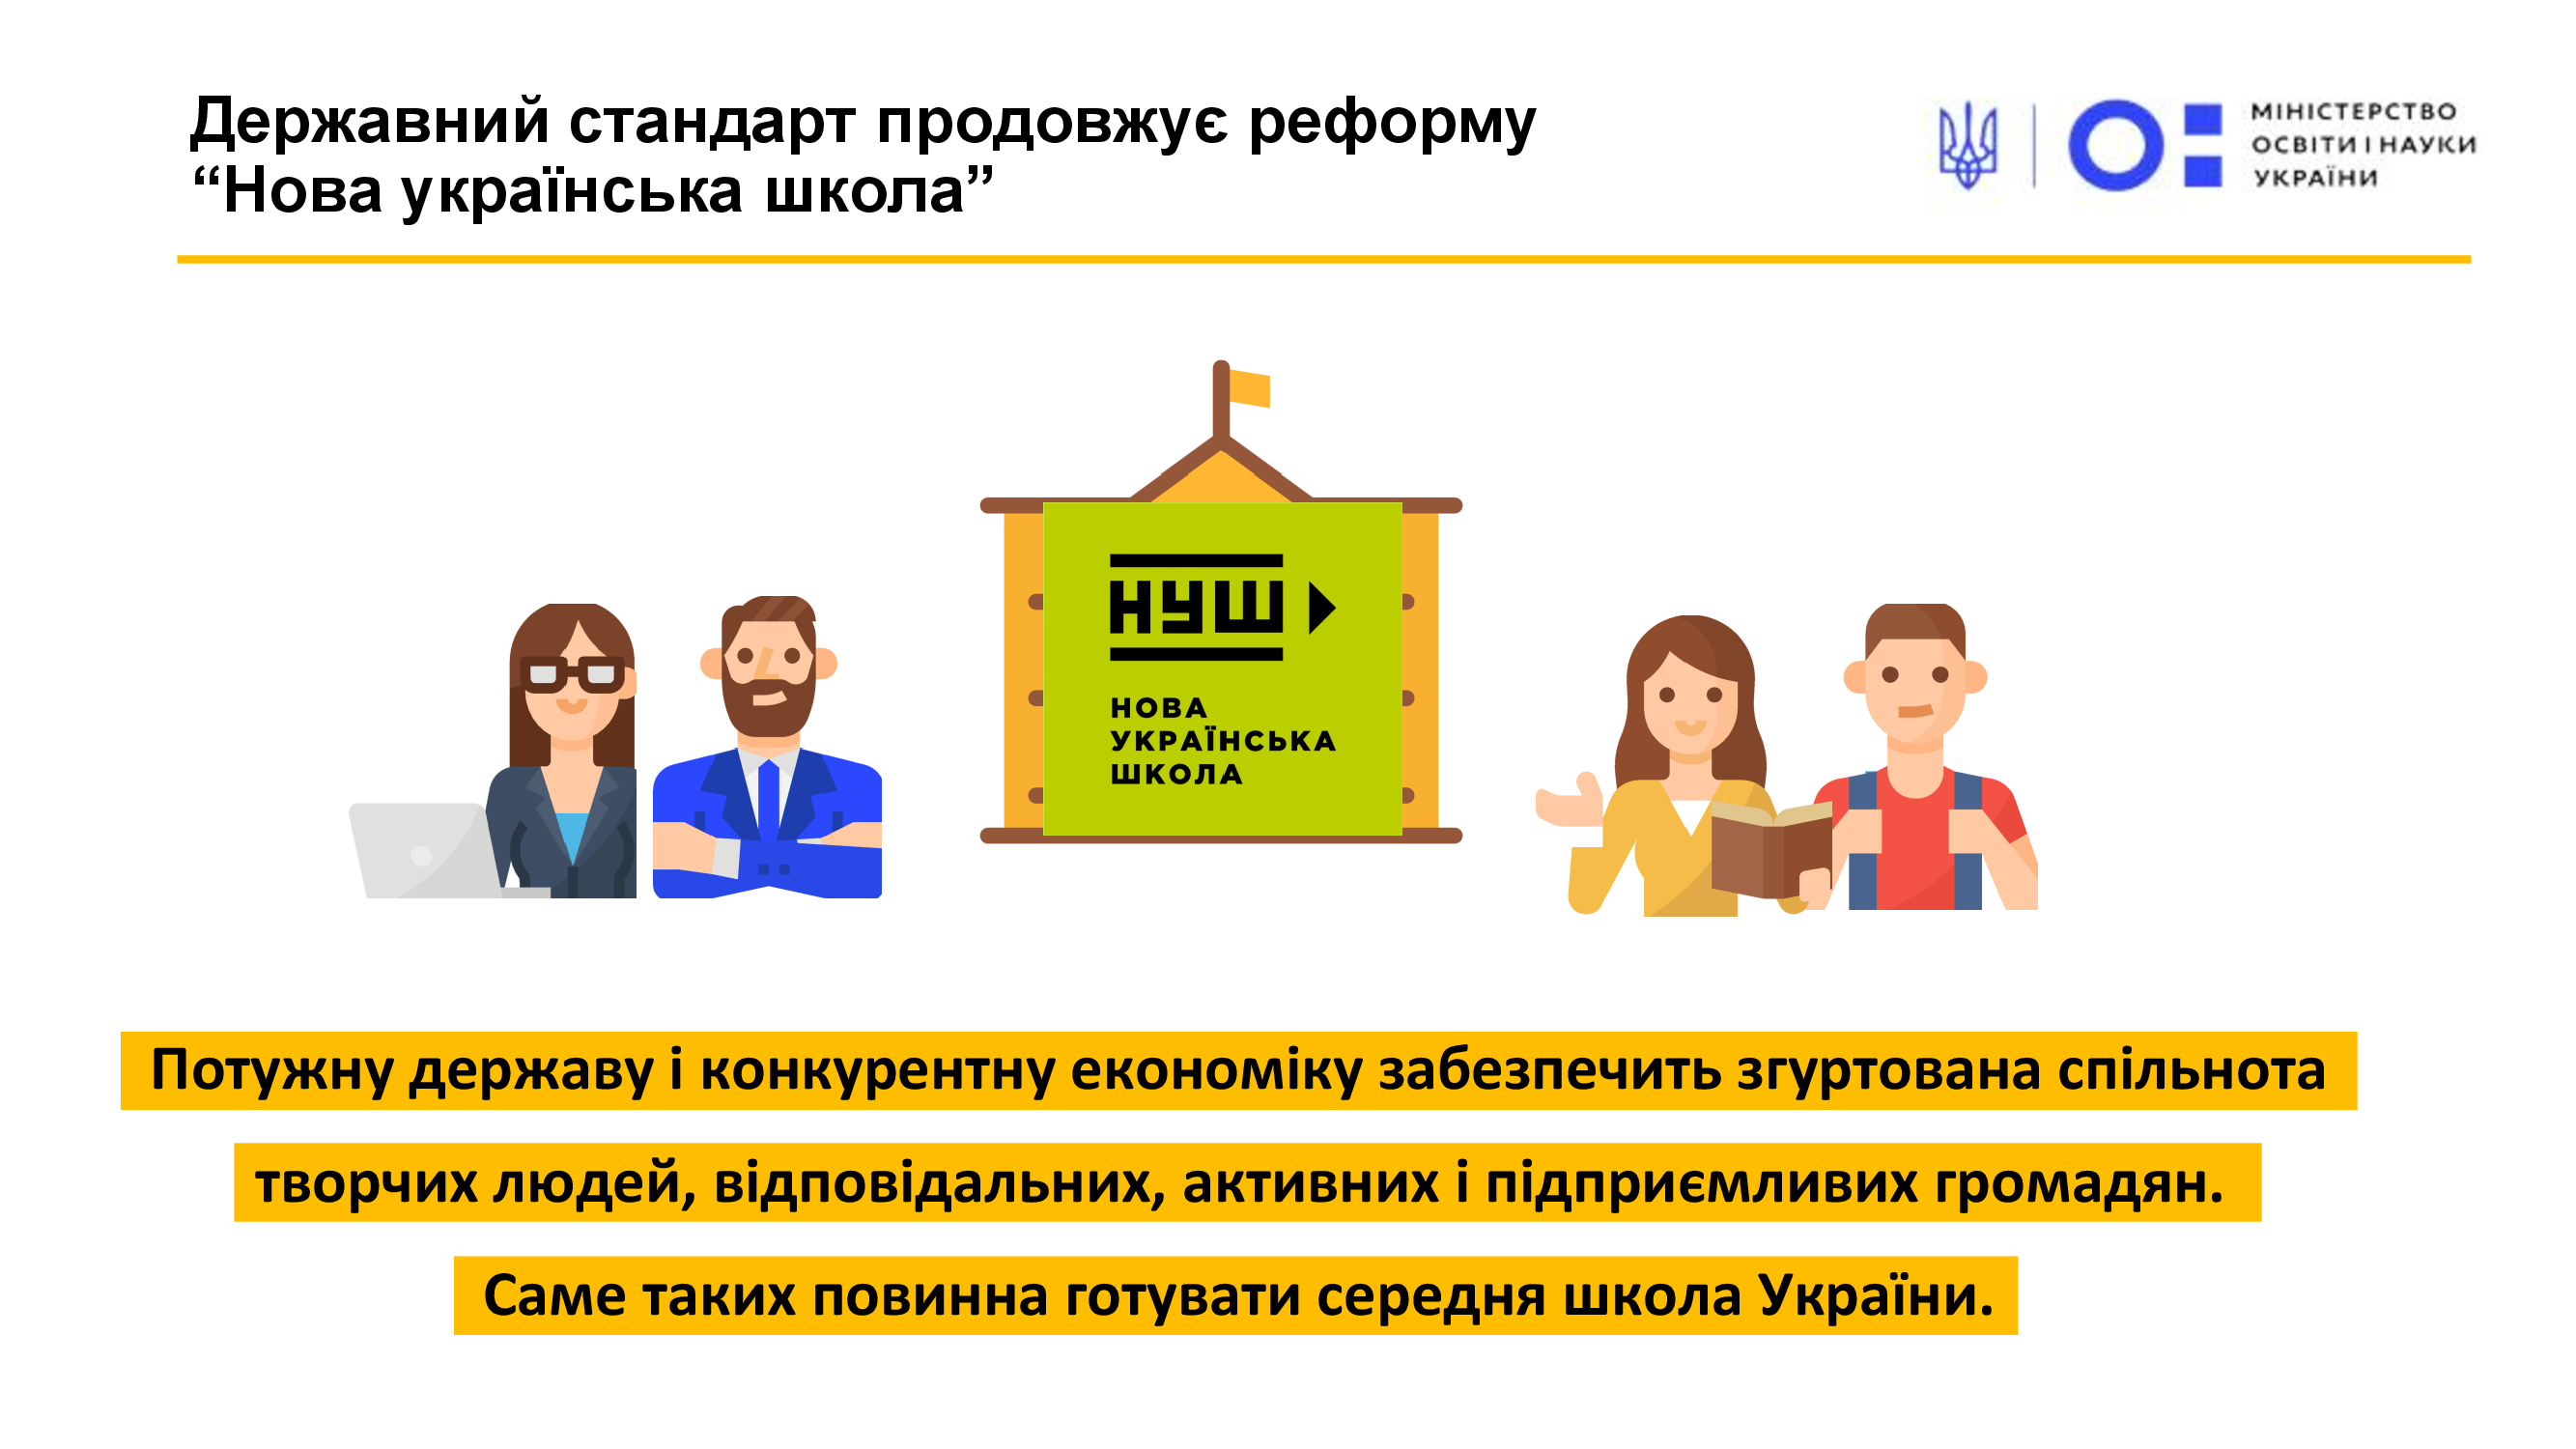 Державний стандарт продовжує реформу
“Нова українська школа”
МІНІСТЕРСТВО
ОСВІТИ І НАУКИ
УКРАЇНИ
НУШ
НОВА
УКРАЇНСЬКА
ШКОЛА
Потужну державу і конкурентну економіку забезпечить згуртована спільнота
творчих людей, відповідальних, активних і підприємливих громадян.
Саме таких повинна готувати середня школа України.